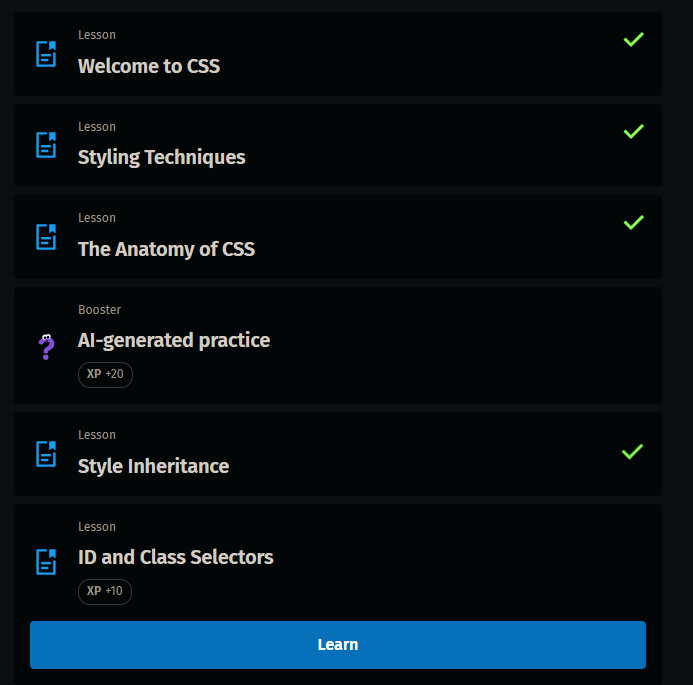 Lesson
Welcome to CSS
Lesson
Styling Techniques
Lesson
The Anatomy of CSS
Booster
AI-generated practice
XP +20
Lesson
Style Inheritance
Lesson
ID and Class Selectors
XP +10
Learn